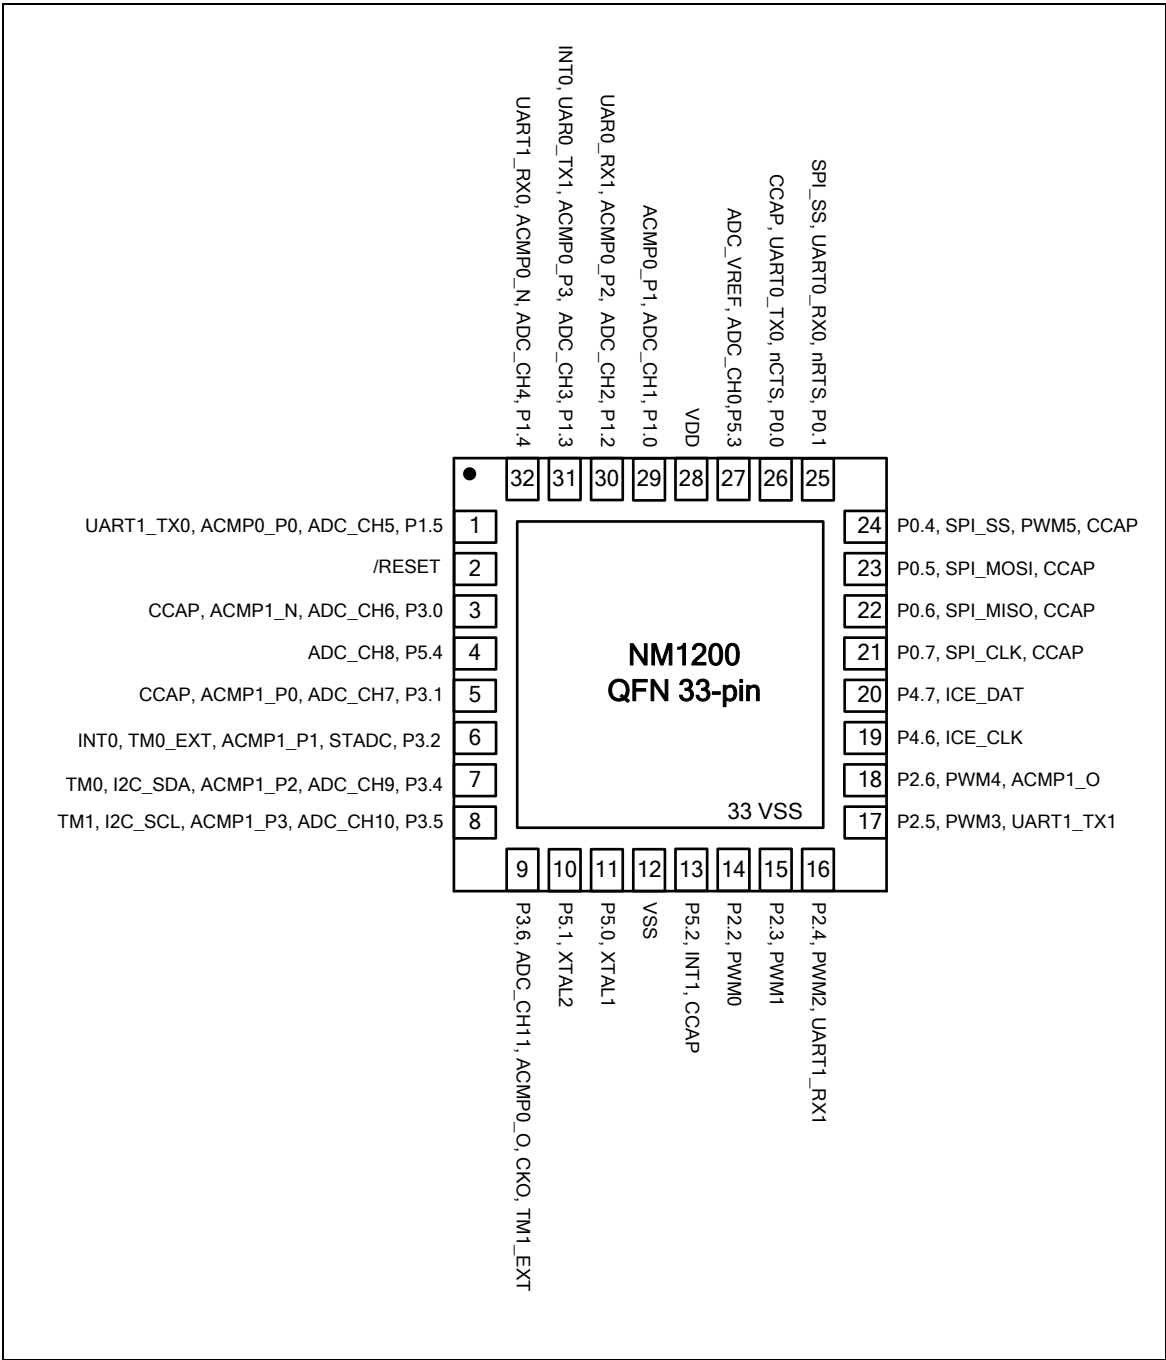 UART1_RX0, ACMP0_N, ADC_CH4, P1.4
INT0, UAR0_TX1, ACMP0_P3, ADC_CH3, P1.3
UAR0_RX1, ACMP0_P2, ADC_CH2, P1.2
ACMP0_P1, ADC_CH1, P1.0
VDD
ADC_VREF, ADC_CH0,P5.3
CCAP, UART0_TX0, nCTS, P0.0
SPI_SS, UART0_RX0, nRTS, P0.1
32 31 30 29 28 27 26 25
UART1_TX0, ACMP0_P0, ADC_CH5, P1.5 1
/RESET 2
CCAP, ACMP1_N, ADC_CH6, P3.0 3
ADC_CH8, P5.4 4
CCAP, ACMP1_P0, ADC_CH7, P3.1 5
INT0, TM0_EXT, ACMP1_P1, STADC, P3.2 6
TM0, I2C_SDA, ACMP1_P2, ADC_CH9, P3.4 7
TM1, I2C_SCL, ACMP1_P3, ADC_CH10, P3.5 8
NM1200
QFN 33-pin
33 VSS
24 P0.4, SPI_SS, PWM5, CCAP
23 P0.5, SPI_MOSI, CCAP
22 P0.6, SPI_MISO, CCAP
21 P0.7, SPI_CLK, CCAP
20 P4.7, ICE_DAT
19 P4.6, ICE_CLK
18 P2.6, PWM4, ACMP1_O
17 P2.5, PWM3, UART1_TX1
9 10 11 12 13 14 15 16
P3.6, ADC_CH11, ACMP0_O, CKO, TM1_EXT
P5.1, XTAL2
P5.0, XTAL1
VSS
P5.2, INT1, CCAP
P2.2, PWM0
P2.3, PWM1
P2.4, PWM2, UART1_RX1